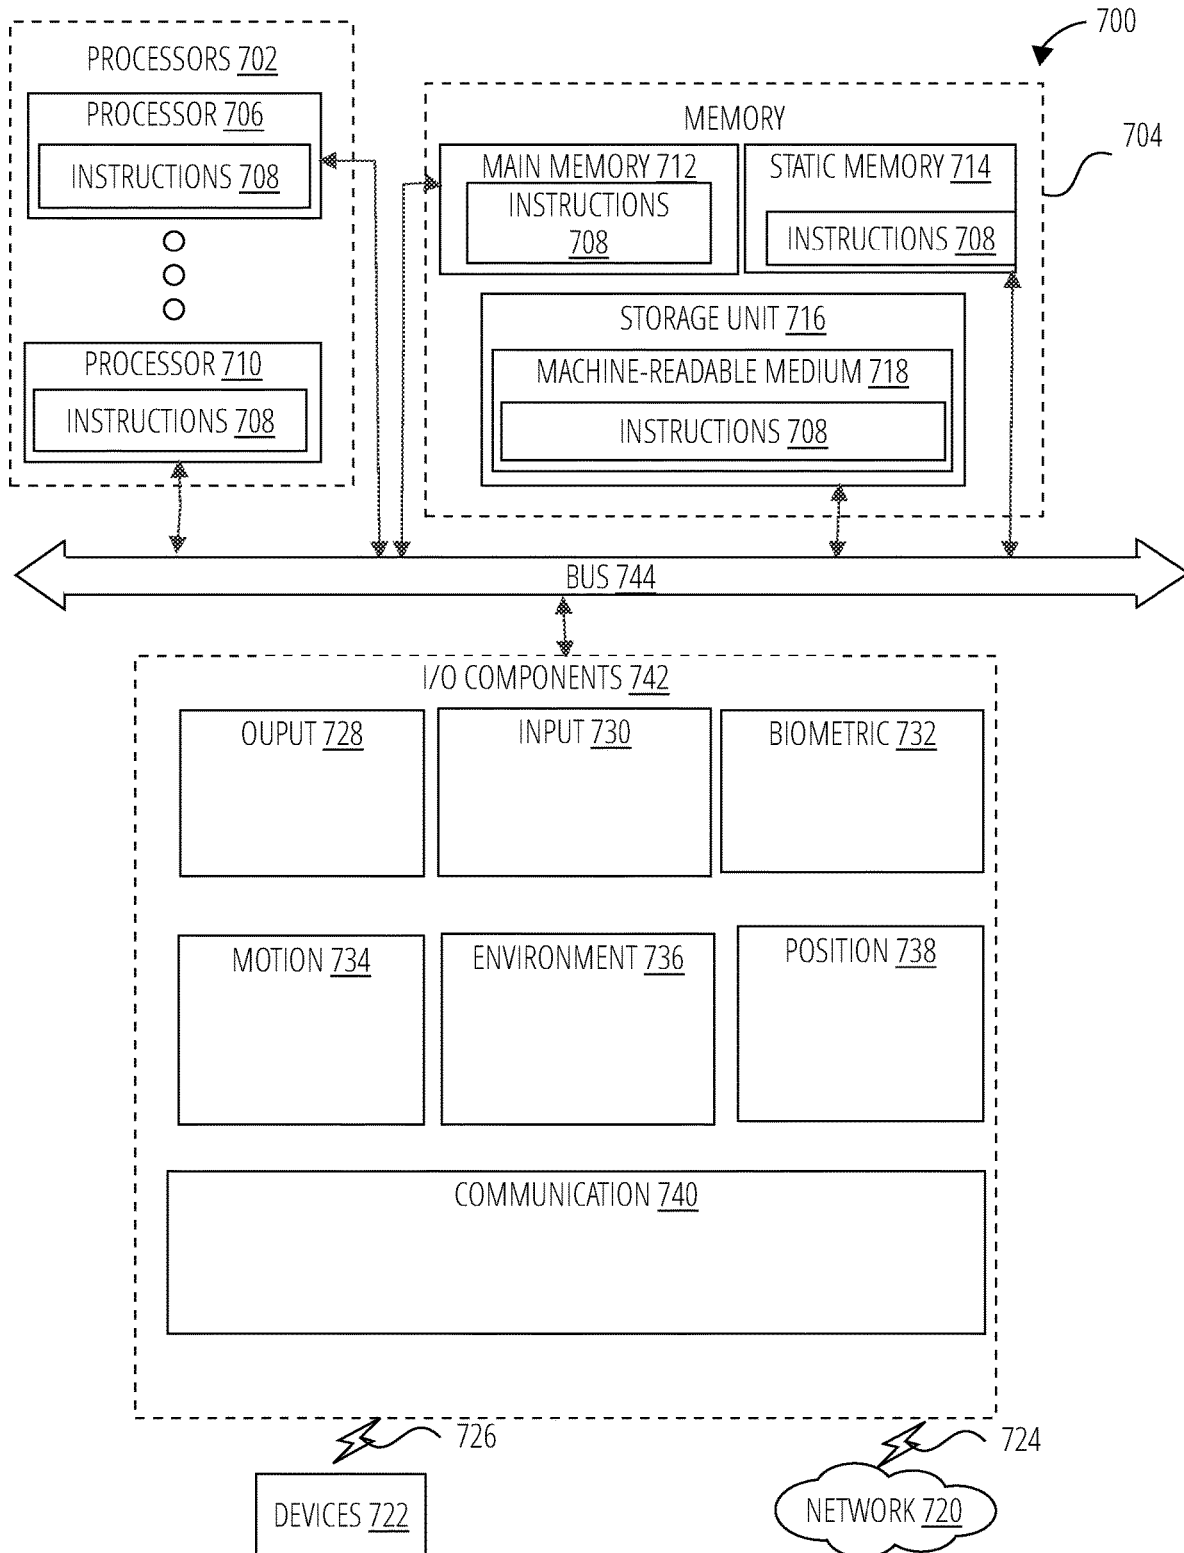 700
PROCESSORS 702
PROCESSOR 706
INSTRUCTIONS 708
PROCESSOR 710
INSTRUCTIONS 708
MEMORY
704
MAIN MEMORY 712
INSTRUCTIONS
708
STATIC MEMORY 714
INSTRUCTIONS 708
STORAGE UNIT 716
MACHINE-READABLE MEDIUM 718
INSTRUCTIONS 708
BUS 744
I/O COMPONENTS 742
OUPUT 728
INPUT 730
BIOMETRIC 732
MOTION 734
ENVIRONMENT 736
POSITION 738
COMMUNICATION 740
726
724
DEVICES 722
NETWORK 720